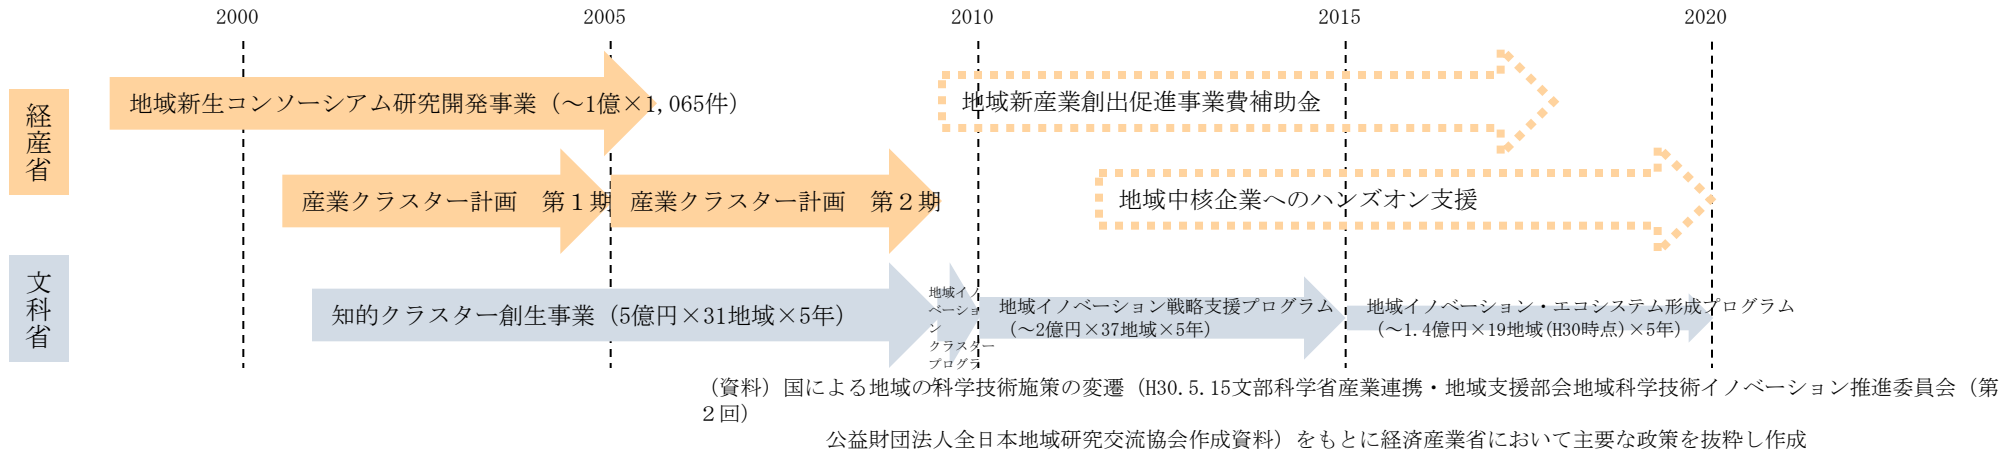 2000
2005
2010
2015
2020
経産省
地域新生コンソーシアム研究開発事業（～1億×1,065件）
地域新産業創出促進事業費補助金
産業クラスター計画　第１期
産業クラスター計画　第２期
地域中核企業へのハンズオン支援
文科省
知的クラスター創生事業（5億円×31地域×5年）
地域イノ
ベーショ
ン
クラスター
プログラ
ム
地域イノベーション戦略支援プログラム
（～2億円×37地域×5年）
地域イノベーション・エコシステム形成プログラム
（～1.4億円×19地域(H30時点)×5年）
（資料）国による地域の科学技術施策の変遷（H30.5.15文部科学省産業連携・地域支援部会地域科学技術イノベーション推進委員会（第
２回）
公益財団法人全日本地域研究交流協会作成資料）をもとに経済産業省において主要な政策を抜粋し作成